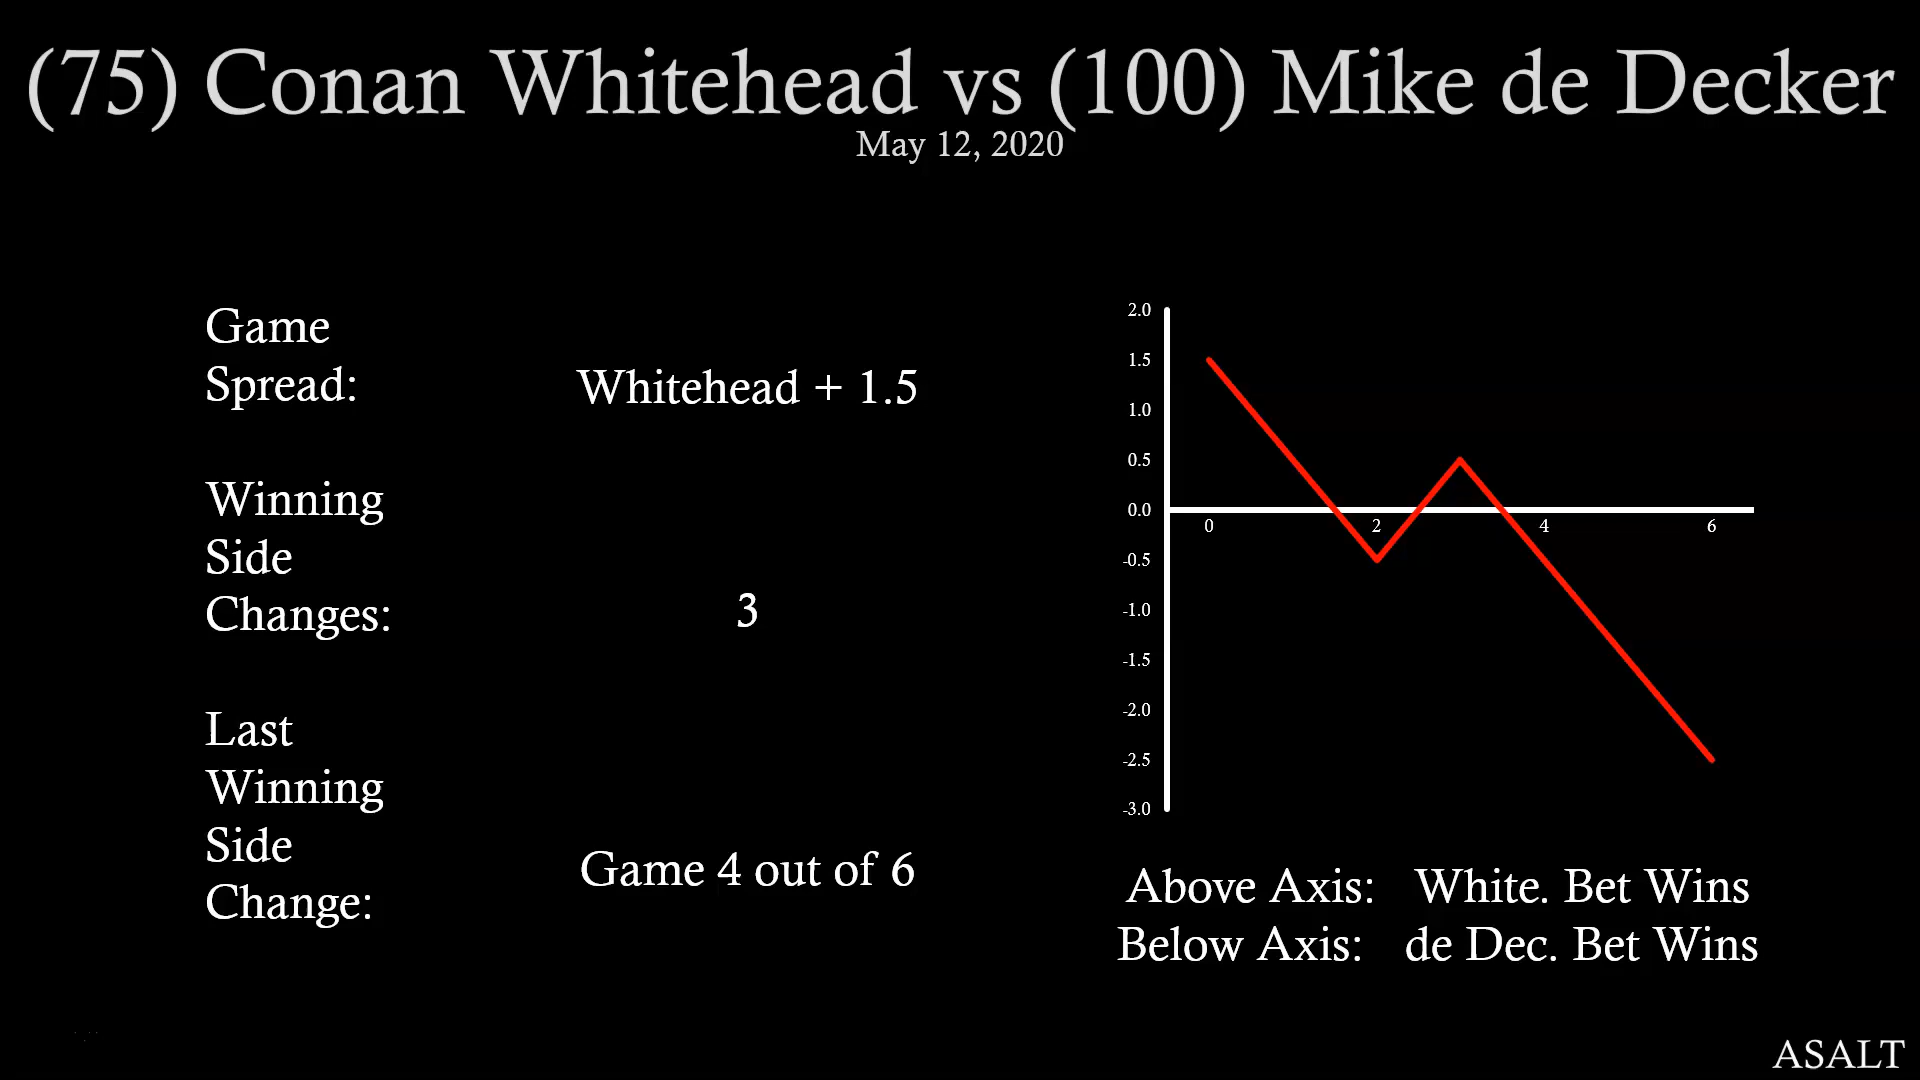 (75) Conan Whitehead vs (100) Mike de Decker
May 12, 2020
Game
Spread:
Whitehead + 1.5
Winning
Side
Changes:
3
Last
Winning
Side
Change:
Game 4 out of 6
2.0
1.5
1.0
0.5
0.0
-0.5
-1.0
-1.5
-2.0
-2.5
-3.0
0 2 4 6
Above Axis: White. Bet Wins
Below Axis: de Dec. Bet Wins
ASALT